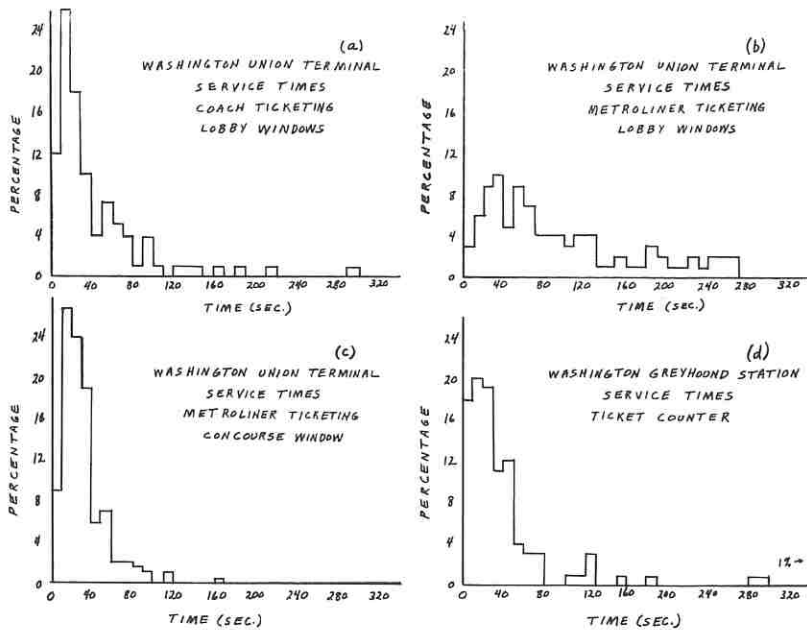 (a)
WASHINGTON UNION TERMINAL
SERVICE TIMES
COACH TICKETING
LOBBY WINDOWS
PERCENTAGE
24
20
16
12
8
4
0
40 80 120 160 200 240 280 320
TIME (SEC.)
(b)
WASHINGTON UNION TERMINAL
SERVICE TIMES
METROLINER TICKETING
LOBBY WINDOWS
PERCENTAGE
24
20
16
12
8
4
0
40 80 120 160 200 240 280 320
TIME (SEC.)
(c)
WASHINGTON UNION TERMINAL
SERVICE TIMES
METROLINER TICKETING
CONCOURSE WINDOW
PERCENTAGE
24
20
16
12
8
4
0
40 80 120 160 200 240 280 320
TIME (SEC.)
(d)
WASHINGTON GREYHOUND STATION
SERVICE TIMES
TICKET COUNTER
PERCENTAGE
24
20
16
12
8
4
0
1% →
40 80 120 160 200 240 280 320
TIME (SEC.)